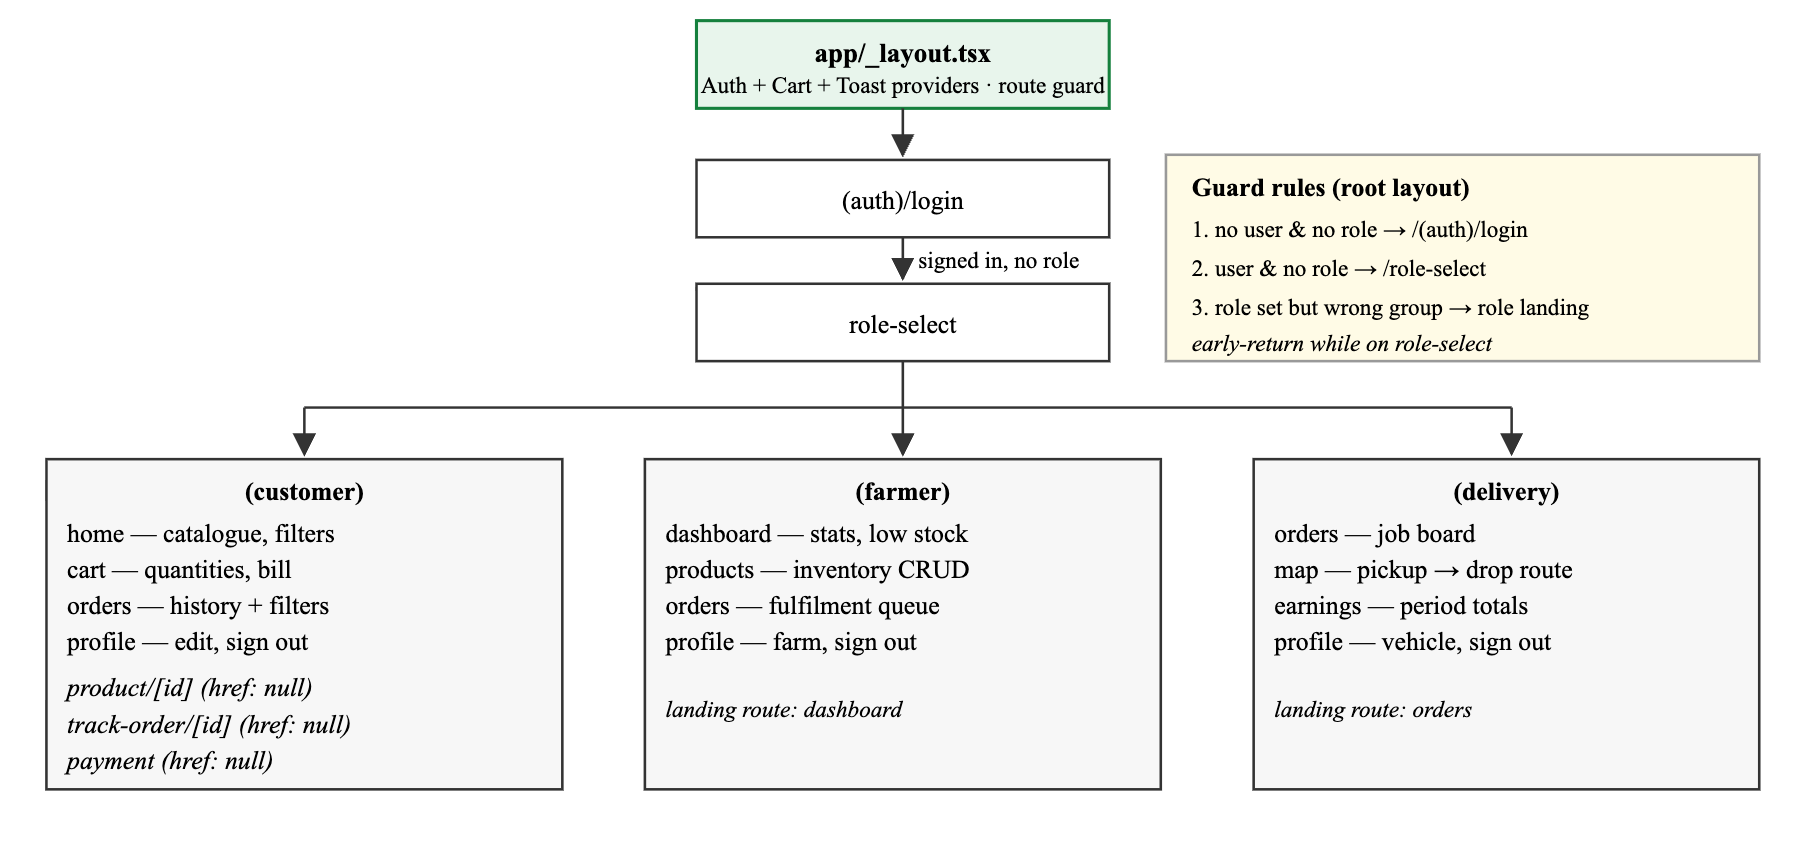 app/_layout.tsx
Auth + Cart + Toast providers · route guard
(auth)/login
signed in, no role
role-select
Guard rules (root layout)
1. no user & no role → /(auth)/login
2. user & no role → /role-select
3. role set but wrong group → role landing
early-return while on role-select
(customer)
home — catalogue, filters
cart — quantities, bill
orders — history + filters
profile — edit, sign out
product/[id] (href: null)
track-order/[id] (href: null)
payment (href: null)
(farmer)
dashboard — stats, low stock
products — inventory CRUD
orders — fulfilment queue
profile — farm, sign out
landing route: dashboard
(delivery)
orders — job board
map — pickup → drop route
earnings — period totals
profile — vehicle, sign out
landing route: orders